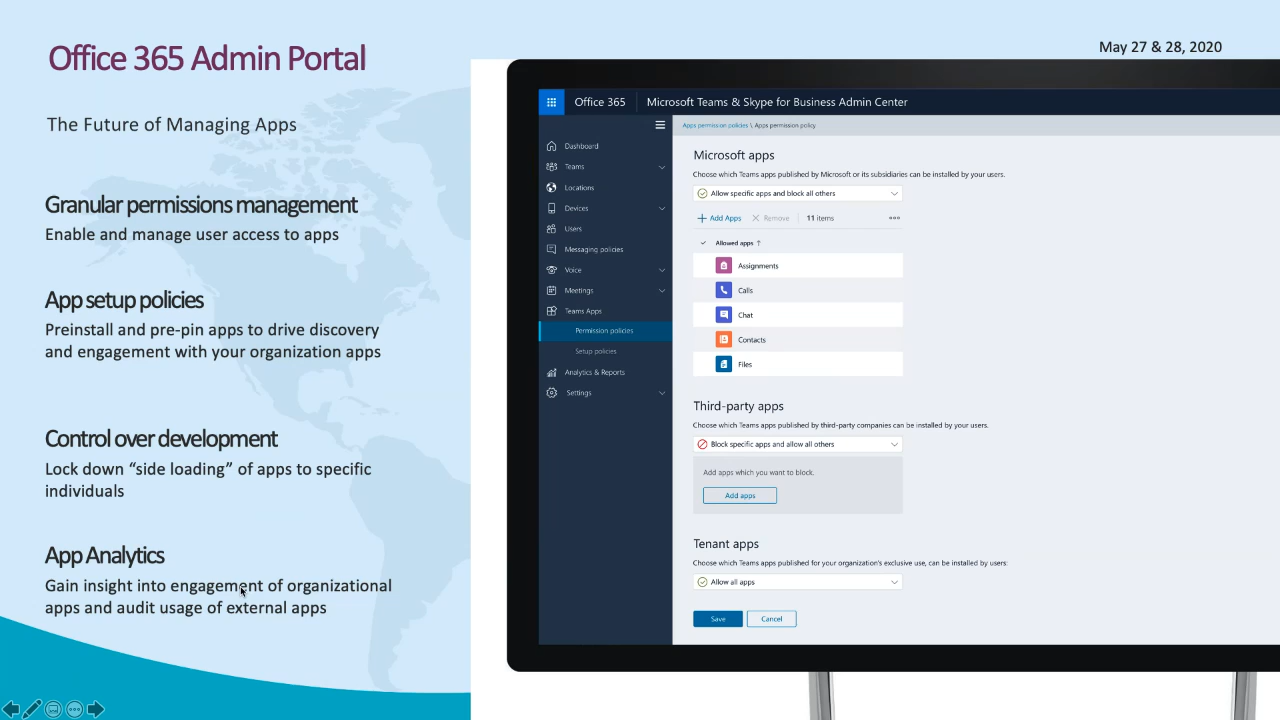 Office 365 Admin Portal
May 27 & 28, 2020
The Future of Managing Apps
Granular permissions management
Enable and manage user access to apps
App setup policies
Preinstall and pre-pin apps to drive discovery
and engagement with your organization apps
Control over development
Lock down “side loading” of apps to specific
individuals
App Analytics
Gain insight into engagement of organizational
apps and audit usage of external apps
Office 365
Microsoft Teams & Skype for Business Admin Center
Dashboard
Teams
Locations
Devices
Users
Messaging policies
Voice
Meetings
Teams Apps
Permission policies
Setup policies
Analytics & Reports
Settings
Apps permission policies \ Apps permission policy
Microsoft apps
Choose which Teams apps published by Microsoft or its subsidiaries can be installed by your users.
Allow specific apps and block all others
Add Apps Remove 11 items
Allowed apps
Assignments
Calls
Chat
Contacts
Files
Third-party apps
Choose which Teams apps published by third-party companies can be installed by your users.
Block specific apps and allow all others
Add apps which you want to block.
Add apps
Tenant apps
Choose which Teams apps published for your organization's exclusive use, can be installed by users:
Allow all apps
Save Cancel